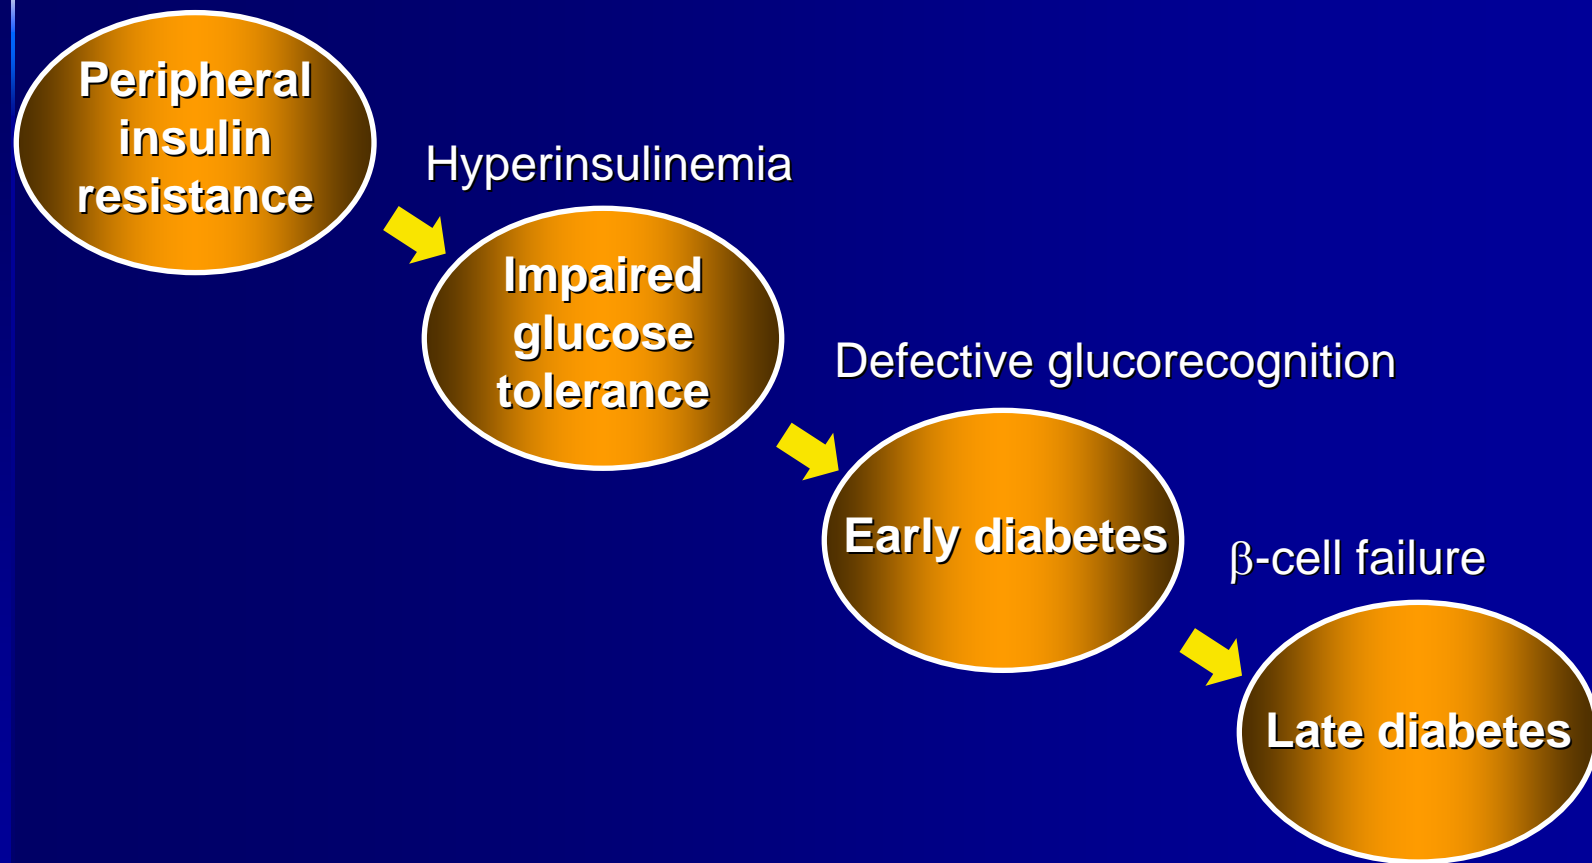 Peripheral
insulin
resistance
Hyperinsulinemia
Impaired
glucose
tolerance
Defective glucorecognition
Early diabetes
β-cell failure
Late diabetes